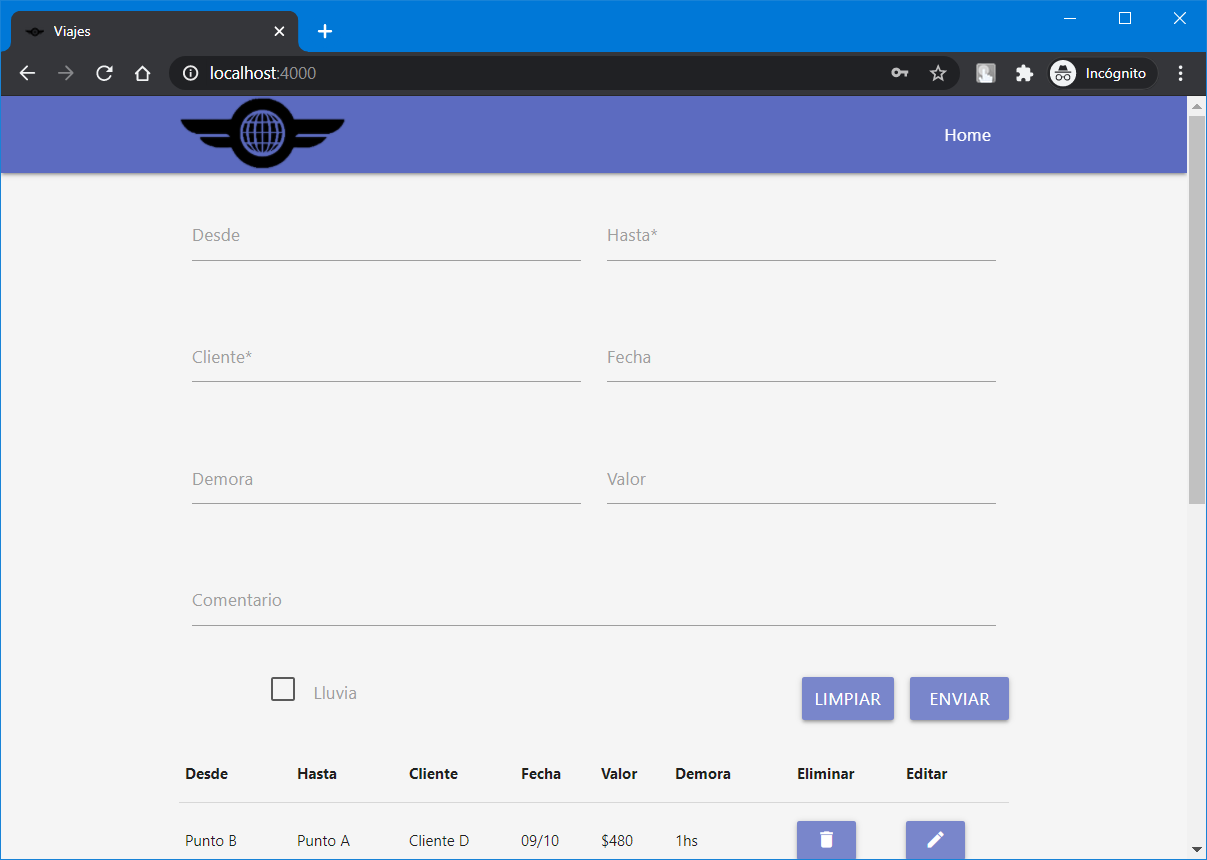 Viajes
localhost:4000
Incógnito
Home
Desde Hasta*
Cliente* Fecha
Demora Valor
Comentario
Lluvia LIMPIAR ENVIAR
Desde Hasta Cliente Fecha Valor Demora Eliminar Editar
Punto B Punto A Cliente D 09/10 $480 1hs